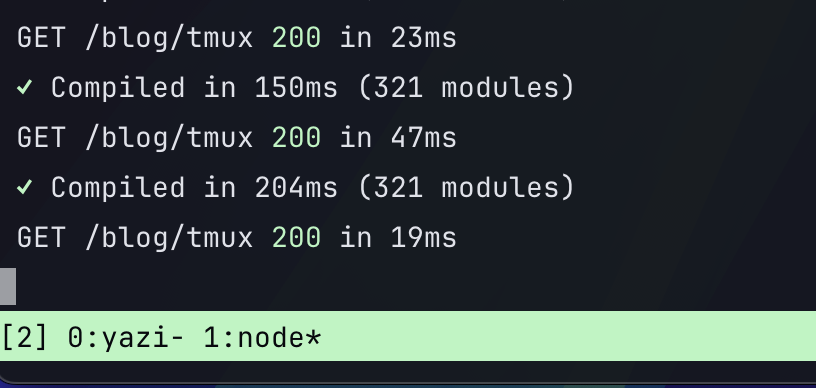 GET /blog/tmux 200 in 23ms
✓ Compiled in 150ms (321 modules)
GET /blog/tmux 200 in 47ms
✓ Compiled in 204ms (321 modules)
GET /blog/tmux 200 in 19ms
[2] 0:yazi- 1:node*